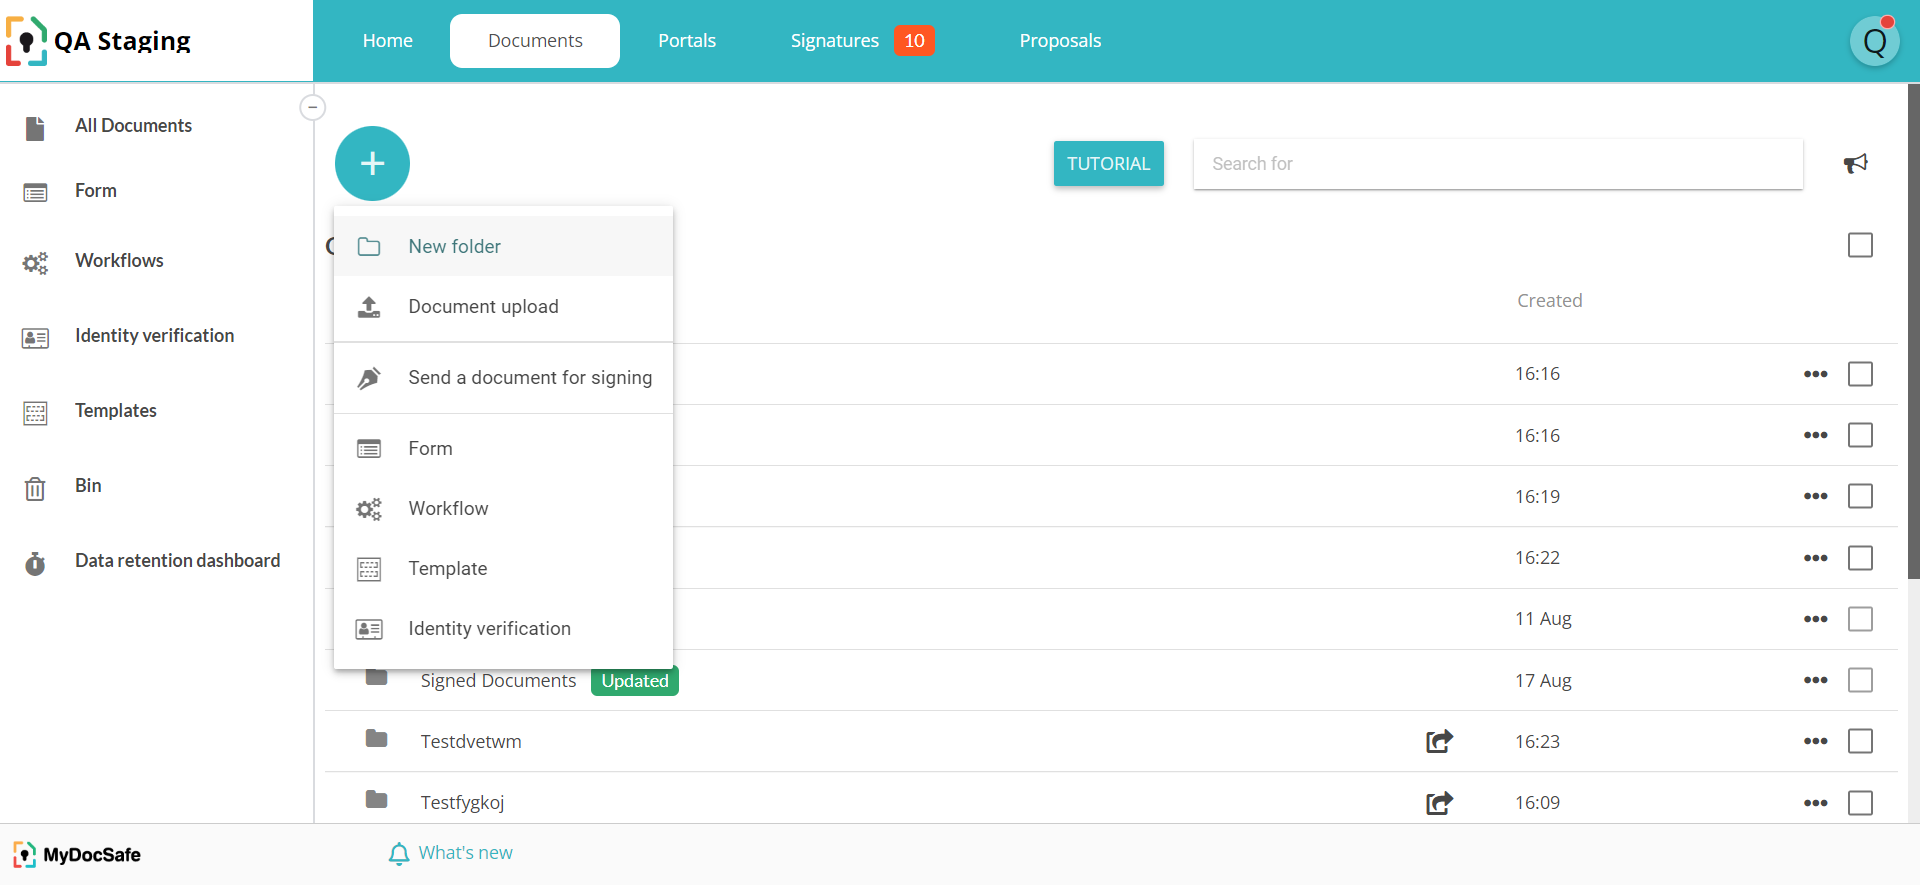 QA Staging
Home
Documents
Portals
Signatures 10
Proposals
Q
All Documents
Form
Workflows
Identity verification
Templates
Bin
Data retention dashboard
TUTORIAL
Search for
New folder
Document upload
Send a document for signing
Form
Workflow
Template
Identity verification
Created
16:16
16:16
16:19
16:22
11 Aug
Signed Documents Updated 17 Aug
Testdvetwm 16:23
Testfygkoj 16:09
MyDocSafe
What's new